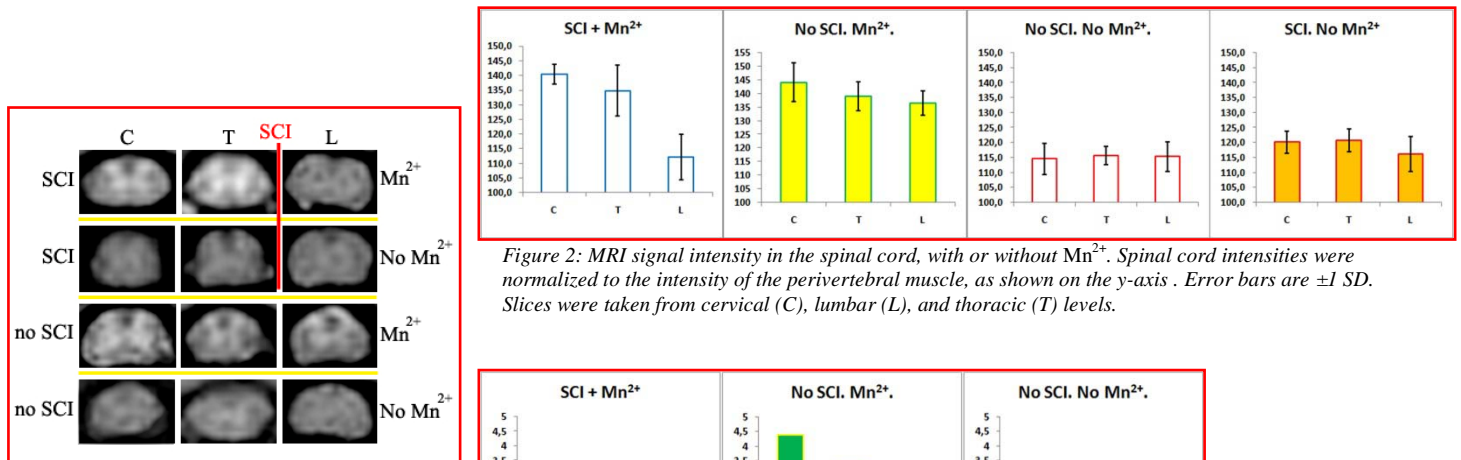 C T SCI L
SCI Mn²⁺
SCI No Mn²⁺
no SCI Mn²⁺
no SCI No Mn²⁺
SCI + Mn²⁺
150,0
145,0
140,0
135,0
130,0
125,0
120,0
115,0
110,0
105,0
100,0
C T L
No SCI. Mn²⁺.
155
150
145
140
135
130
125
120
115
110
105
100
C T L
No SCI. No Mn²⁺.
150,0
145,0
140,0
135,0
130,0
125,0
120,0
115,0
110,0
105,0
100,0
C T L
SCI. No Mn²⁺
150,0
145,0
140,0
135,0
130,0
125,0
120,0
115,0
110,0
105,0
100,0
C T L
Figure 2: MRI signal intensity in the spinal cord, with or without Mn²⁺. Spinal cord intensities were
normalized to the intensity of the perivertebral muscle, as shown on the y-axis . Error bars are ±1 SD.
Slices were taken from cervical (C), lumbar (L), and thoracic (T) levels.
SCI + Mn²⁺
5
4,5
4
No SCI. Mn²⁺.
5
4,5
4
No SCI. No Mn²⁺.
5
4,5
4